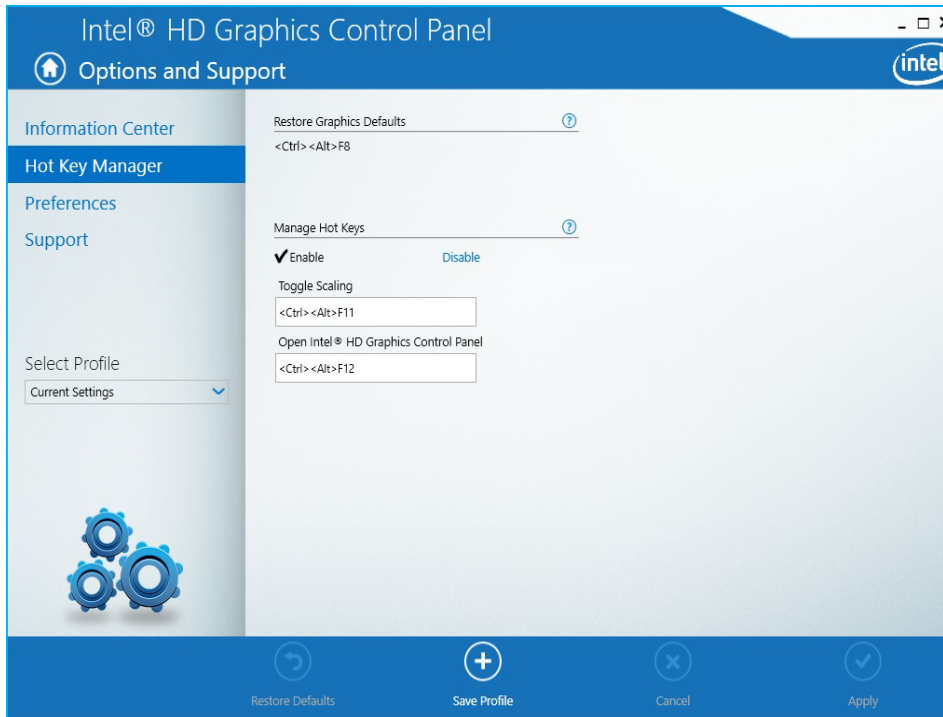 Intel® HD Graphics Control Panel
Options and Support
intel
Information Center
Hot Key Manager
Preferences
Support
Select Profile
Current Settings
Restore Graphics Defaults
<Ctrl><Alt>F8
Manage Hot Keys
Enable Disable
Toggle Scaling
<Ctrl><Alt>F11
Open Intel® HD Graphics Control Panel
<Ctrl><Alt>F12
Restore Defaults Save Profile Cancel Apply